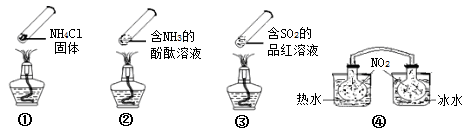 NH₄Cl
固体
含NH₃的
酚酞溶液
含SO₂的
品红溶液
NO₂
热水
冰水
①
②
③
④